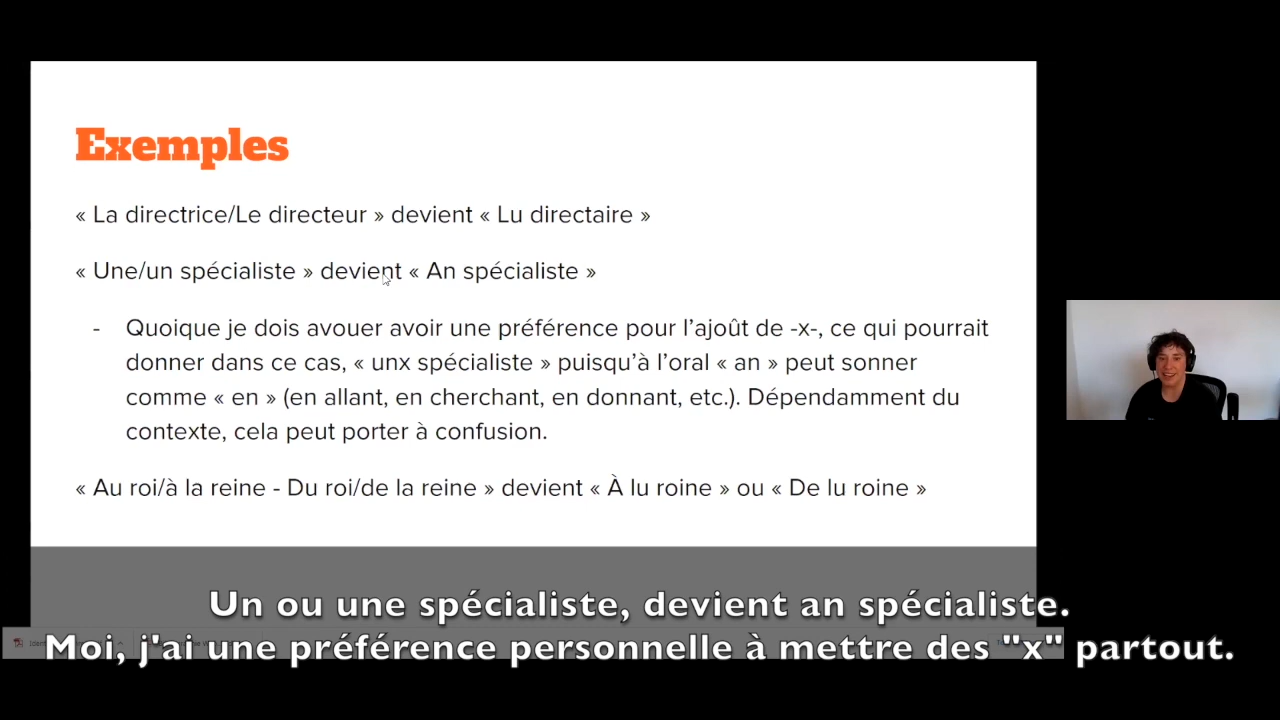 Exemples
« La directrice/Le directeur » devient « Lu directaire »
« Une/un spécialiste » devient « An spécialiste »
- Quoique je dois avouer avoir une préférence pour l’ajoût de -x-, ce qui pourrait
donner dans ce cas, « unx spécialiste » puisqu’à l’oral « an » peut sonner
comme « en » (en allant, en cherchant, en donnant, etc.). Dépendamment du
contexte, cela peut porter à confusion.
« Au roi/à la reine - Du roi/de la reine » devient « À lu roine » ou « De lu roine »
Un ou une spécialiste, devient an spécialiste.
Moi, j'ai une préférence personnelle à mettre des "x" partout.